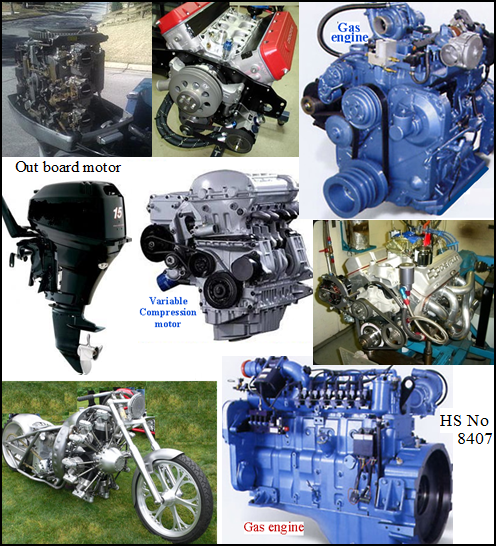 Gas
engine
Out board motor
15
Variable
Compression
motor
HS No
8407
Gas engine